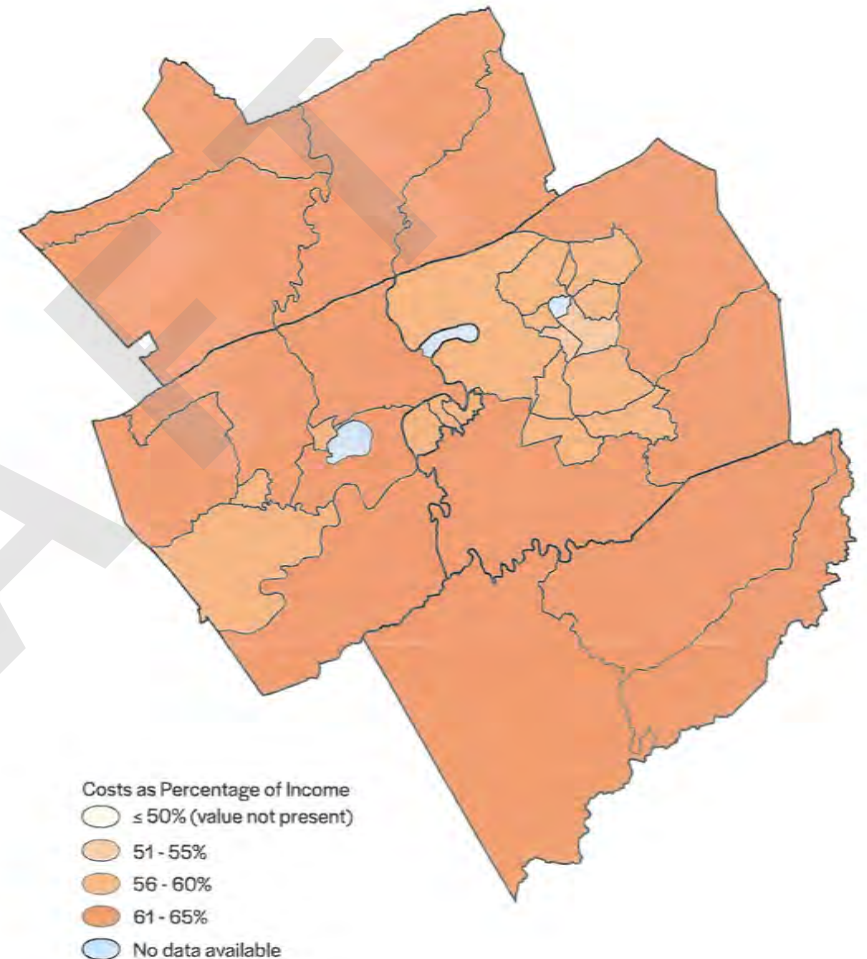 Costs as Percentage of Income
≤ 50% (value not present)
51 - 55%
56 - 60%
61 - 65%
No data available